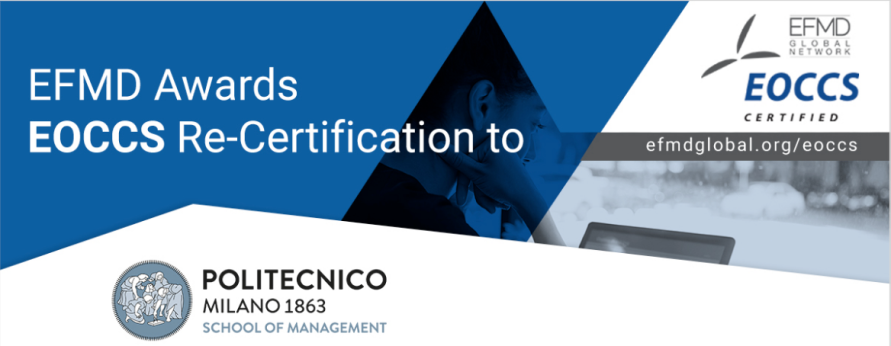 EFMD Awards
EOCCS Re-Certification to
EFMD
GLOBAL
NETWORK
EOCCS
CERTIFIED
efmdglobal.org/eoccs
POLITECNICO
MILANO 1863
SCHOOL OF MANAGEMENT